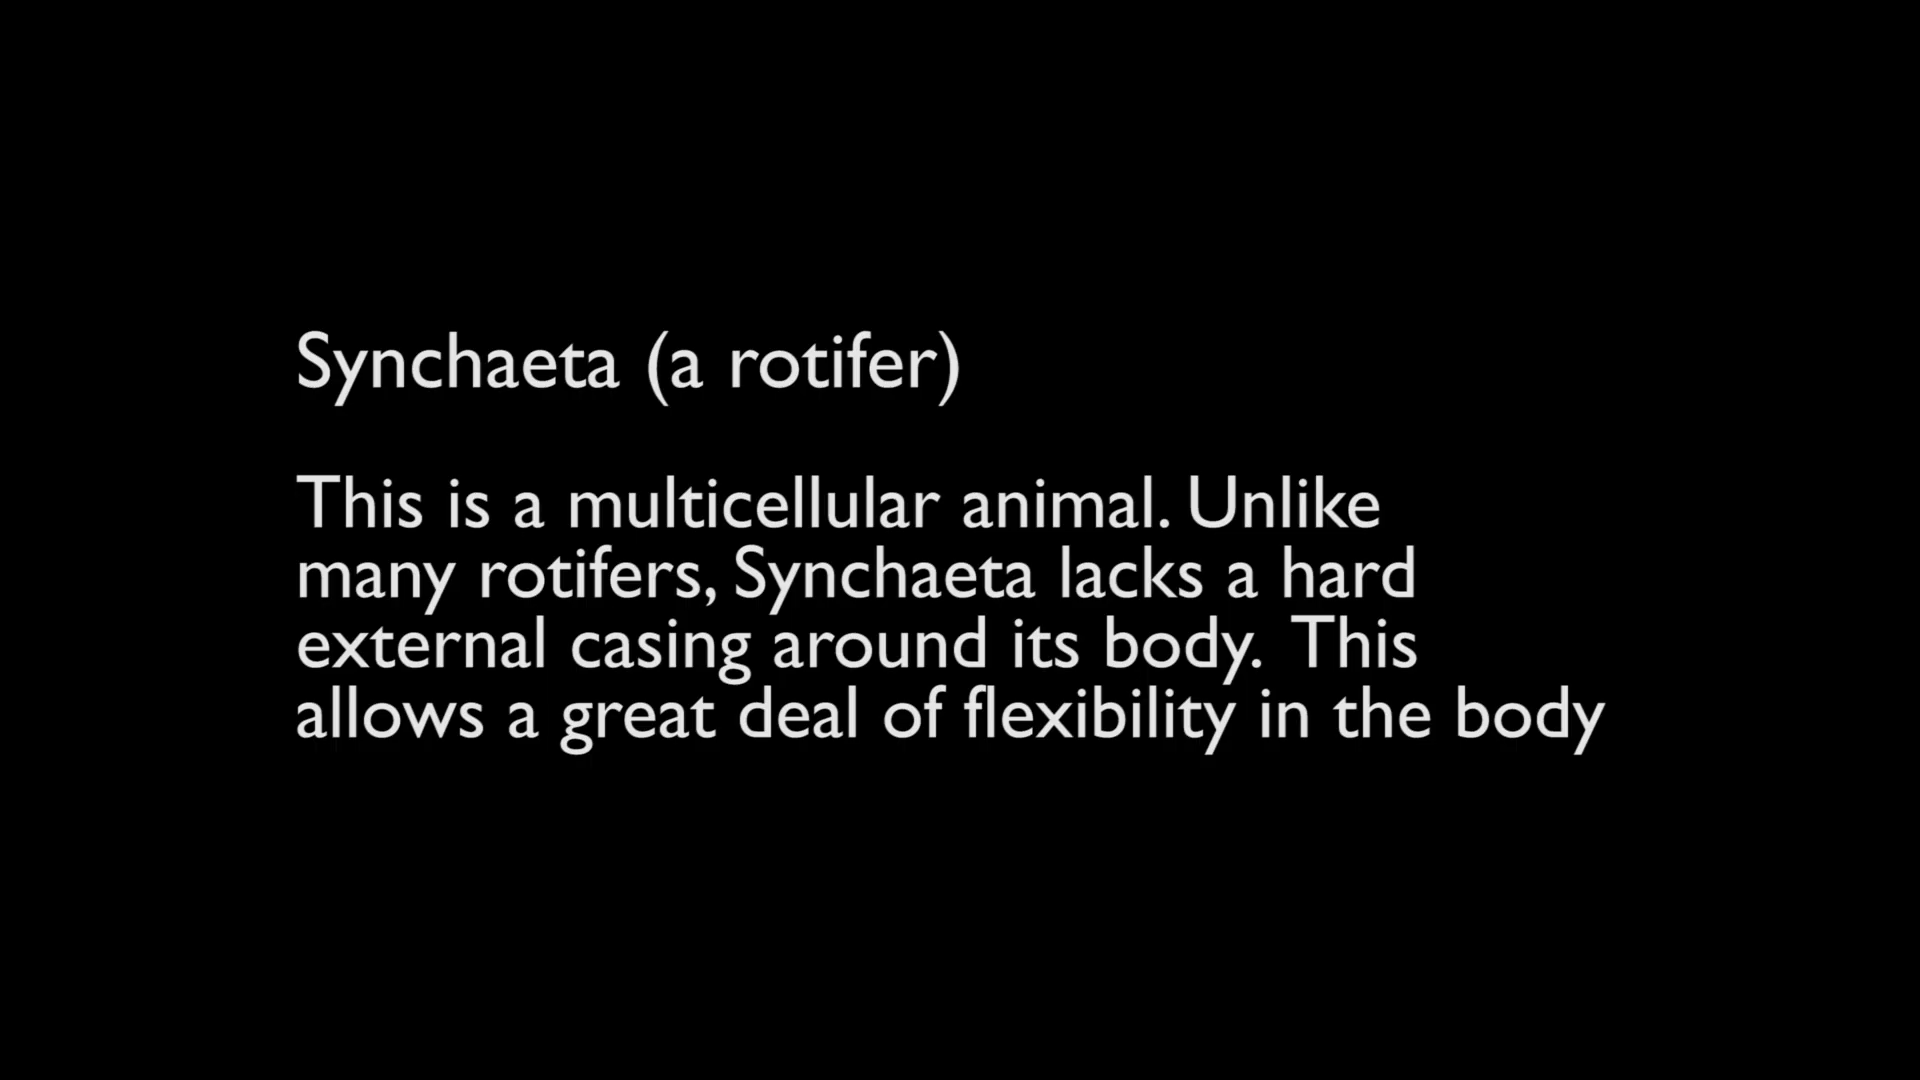 Synchaeta (a rotifer)
This is a multicellular animal. Unlike
many rotifers, Synchaeta lacks a hard
external casing around its body. This
allows a great deal of flexibility in the body